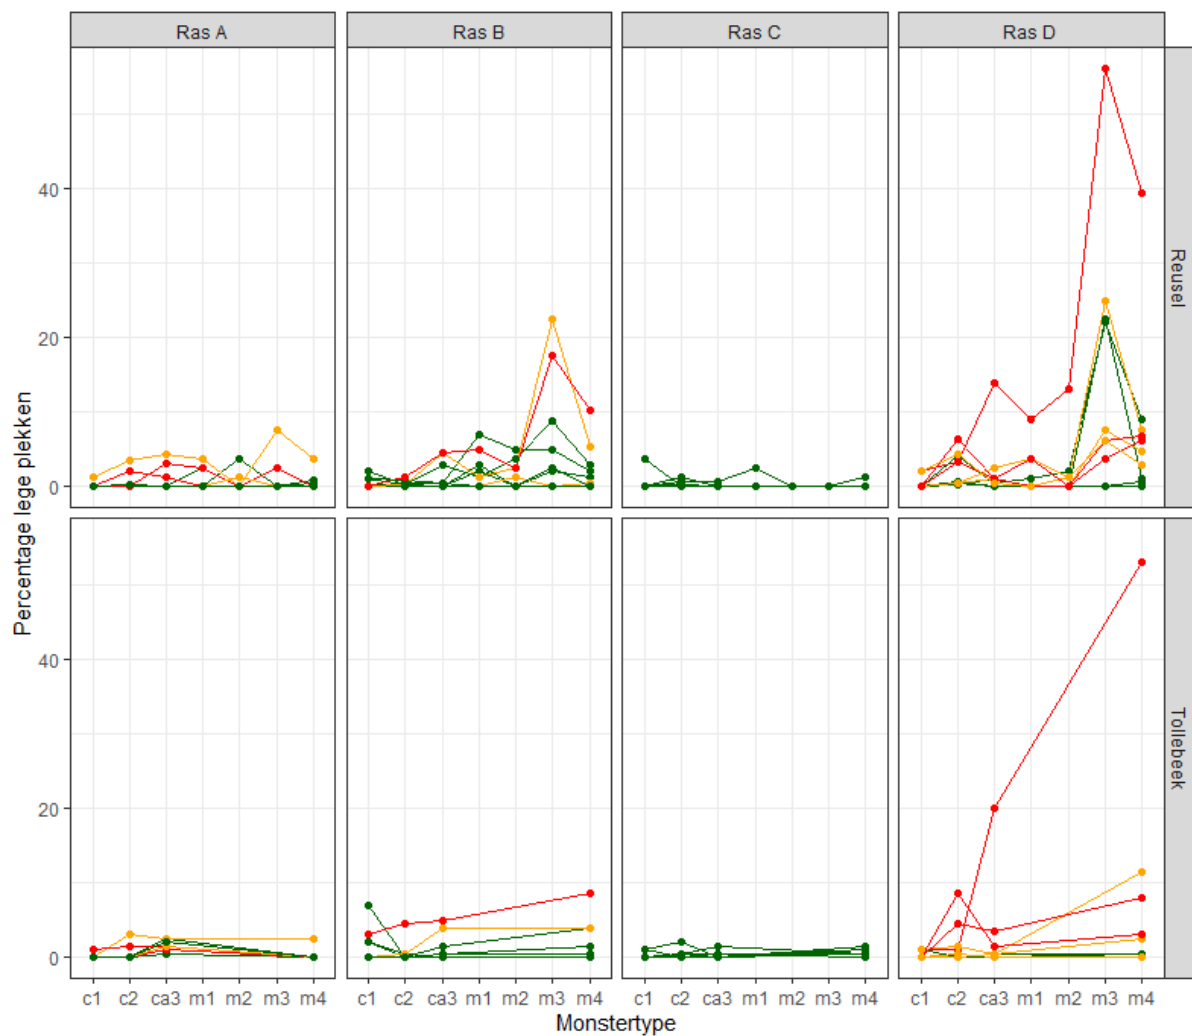 Ras A
Ras B
Ras C
Ras D
Percentage lege plekken
40
20
0
Reusel
40
20
0
Tollebeek
c1 c2 ca3 m1 m2 m3 m4
c1 c2 ca3 m1 m2 m3 m4
c1 c2 ca3 m1 m2 m3 m4
c1 c2 ca3 m1 m2 m3 m4
Monstertype